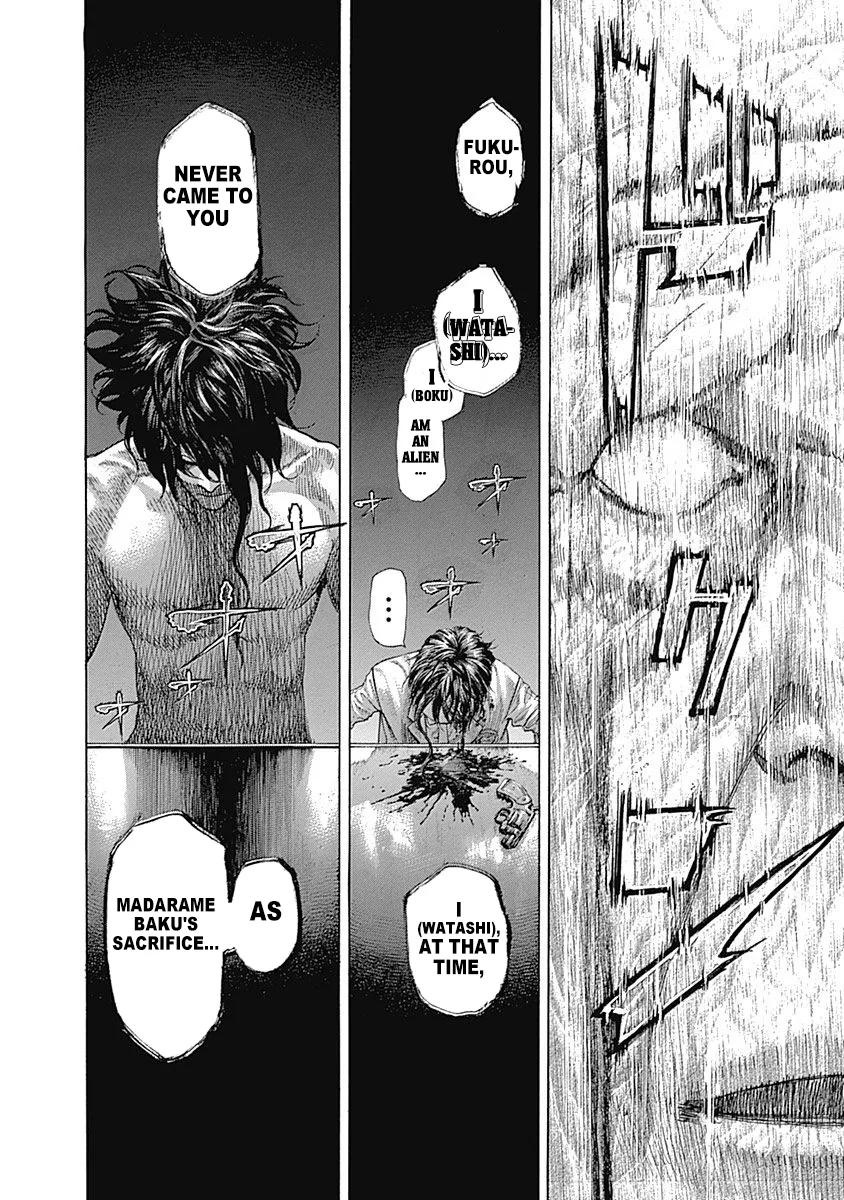 FUKU-
ROU,
I
(WATA-
SHI)...
I
(BOKU)
AM
AN
ALIEN
...
...
I
(WATASHI),
AT THAT
TIME,
NEVER
CAME TO
YOU
AS
MADARAME
BAKU'S
SACRIFICE...